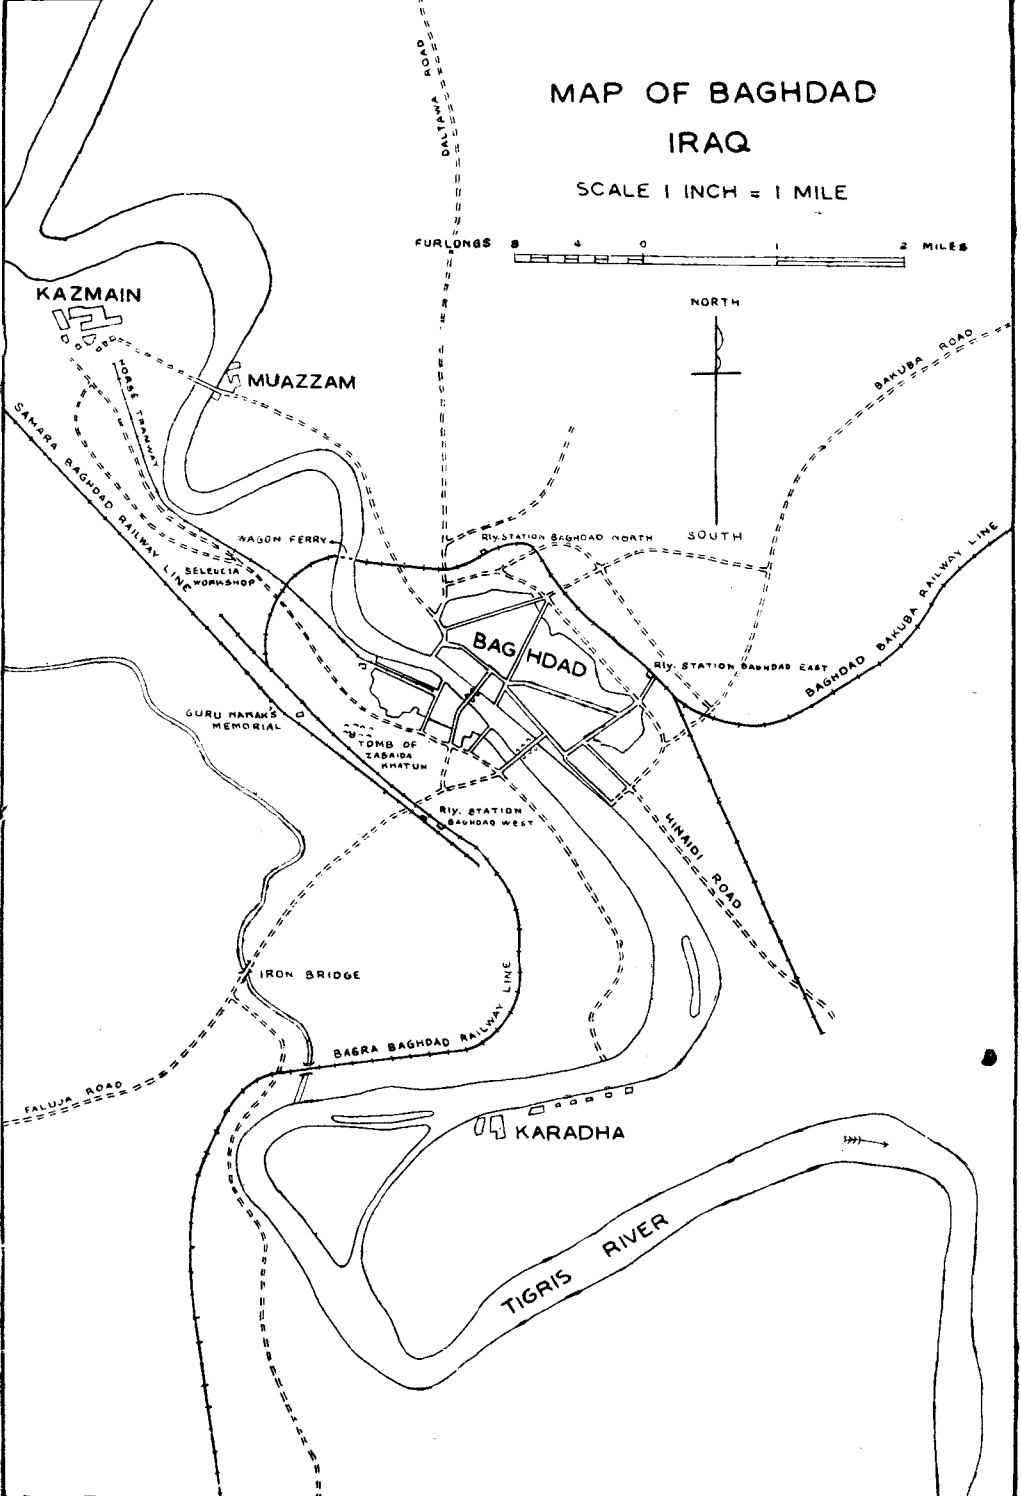 MAP OF BAGHDAD
IRAQ
SCALE 1 INCH = 1 MILE
FURLONGS 8 4 0 1 2 MILES
NORTH
SOUTH
DALTAWA ROAD
KAZMAIN
MUAZZAM
BAKUBA ROAD
HORSE TRAMWAY
SAMARA BAGHDAD RAILWAY LINE
WAGON FERRY
Rly. STATION BAGHDAD NORTH
SELEUCIA
WORKSHOP
BAGHDAD
Rly. STATION BAGHDAD EAST
BAGHDAD BAKUBA RAILWAY LINE
GURU NANAKS
MEMORIAL
TOMB OF
ZABAIDA
KHATUN
Rly. STATION
BAGHDAD WEST
HINAIDI ROAD
IRON BRIDGE
BASRA BAGHDAD RAILWAY LINE
FALUJA ROAD
KARADHA
TIGRIS RIVER